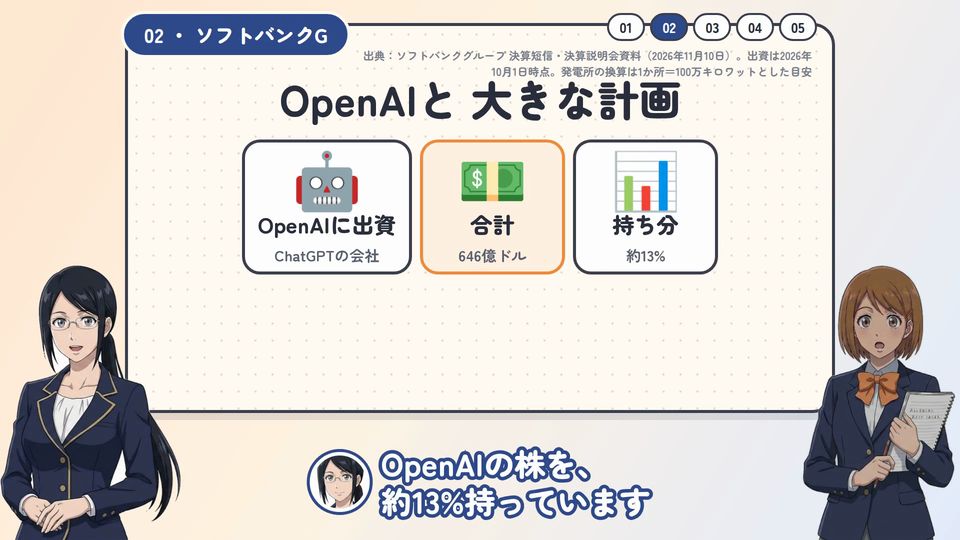 02 ・ ソフトバンクG
01 02 03 04 05
出典：ソフトバンクグループ 決算短信・決算説明会資料（2026年11月10日）。出資は2026年
10月1日時点。発電所の換算は1か所＝100万キロワットとした目安
OpenAIと 大きな計画
OpenAIに出資
ChatGPTの会社
合計
646億ドル
持ち分
約13%
OpenAIの株を、
約13%持っています